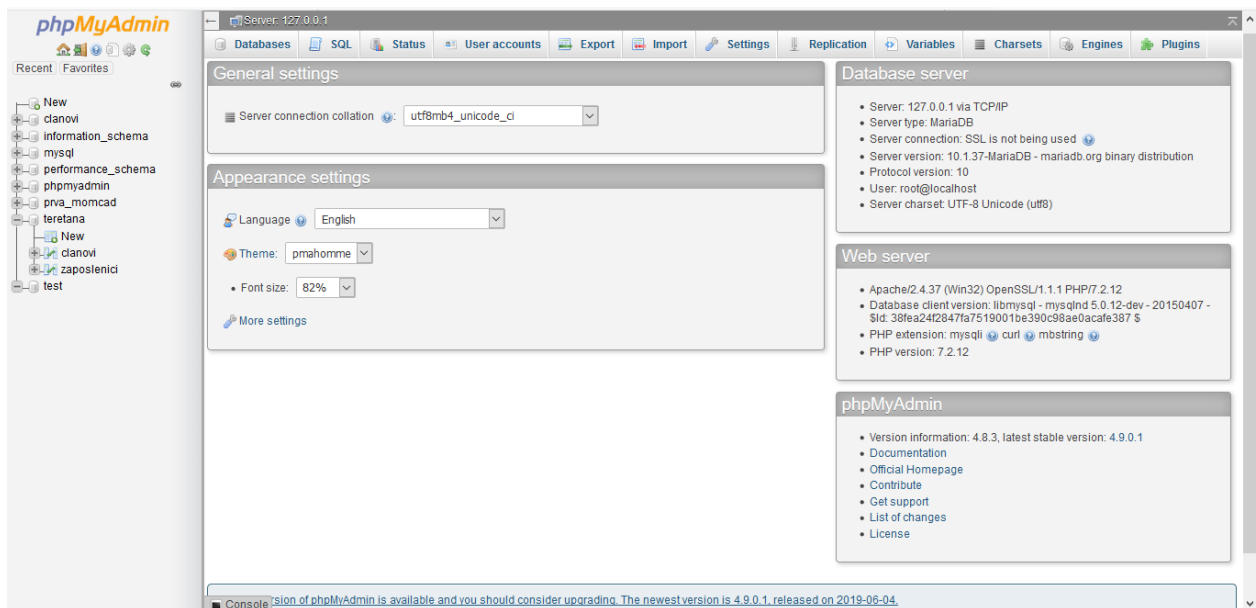 phpMyAdmin
Recent Favorites
New
clanovi
information_schema
mysql
performance_schema
phpmyadmin
prva_momcad
teretana
New
clanovi
zaposlenici
test
Server: 127.0.0.1
Databases SQL Status User accounts Export Import Settings Replication Variables Charsets Engines Plugins
General settings
Server connection collation : utf8mb4_unicode_ci
Appearance settings
Language English
Theme: pmahomme
• Font size: 82%
More settings
Database server
• Server: 127.0.0.1 via TCP/IP
• Server type: MariaDB
• Server connection: SSL is not being used
• Server version: 10.1.37-MariaDB - mariadb.org binary distribution
• Protocol version: 10
• User: root@localhost
• Server charset: UTF-8 Unicode (utf8)
Web server
• Apache/2.4.37 (Win32) OpenSSL/1.1.1 PHP/7.2.12
• Database client version: libmysql - mysqlnd 5.0.12-dev - 20150407 -
$Id: 38fea24f2847fa7519001be390c98ae0acafe387 $
• PHP extension: mysqli curl mbstring
• PHP version: 7.2.12
phpMyAdmin
• Version information: 4.8.3, latest stable version: 4.9.0.1
• Documentation
• Official Homepage
• Contribute
• Get support
• List of changes
• License
Console rsion of phpMyAdmin is available and you should consider upgrading. The newest version is 4.9.0.1, released on 2019-06-04.